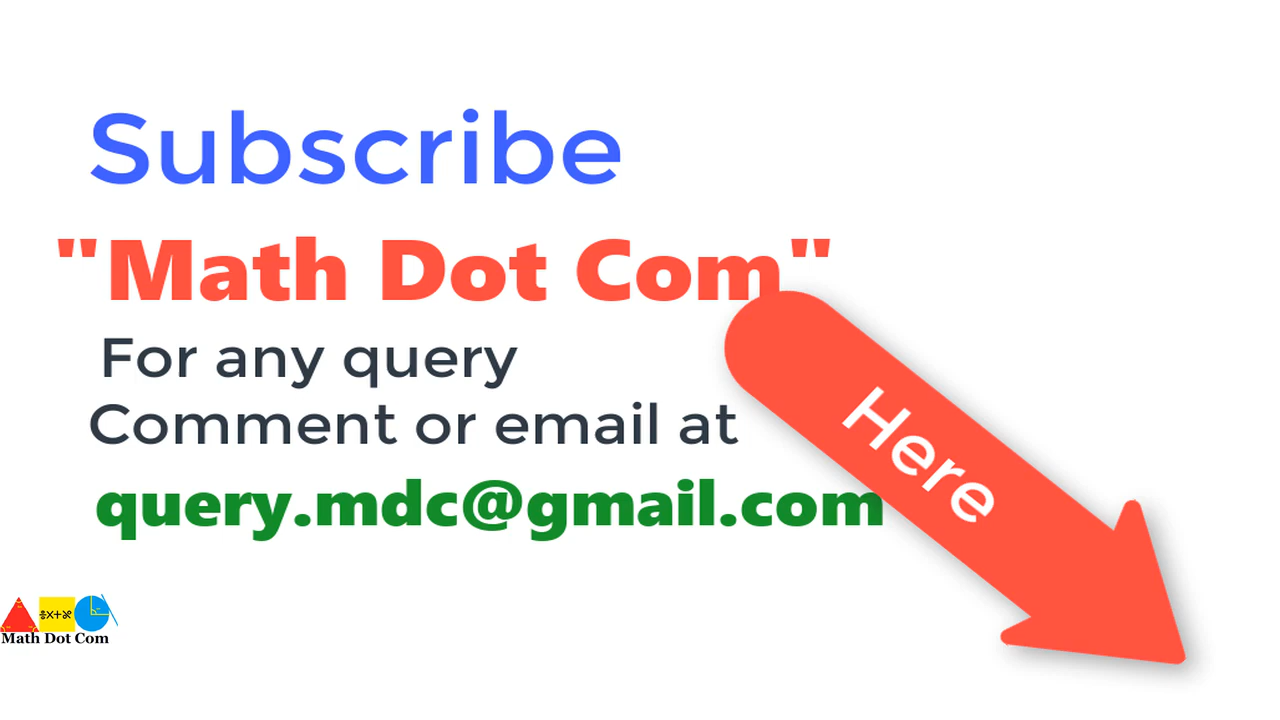 Subscribe
"Math Dot Com"
For any query
Comment or email at
query.mdc@gmail.com
Here
Math Dot Com